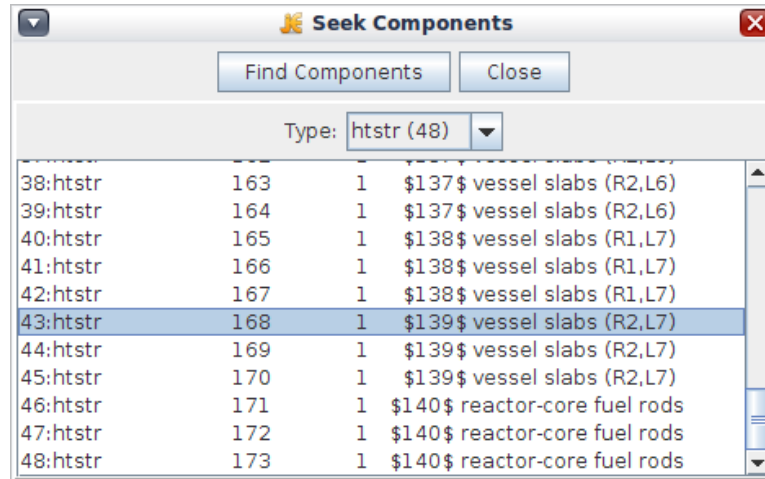 Seek Components
Find Components Close
Type: htstr (48)
38:htstr 163 1 $137$ vessel slabs (R2,L6)
39:htstr 164 1 $137$ vessel slabs (R2,L6)
40:htstr 165 1 $138$ vessel slabs (R1,L7)
41:htstr 166 1 $138$ vessel slabs (R1,L7)
42:htstr 167 1 $138$ vessel slabs (R1,L7)
43:htstr 168 1 $139$ vessel slabs (R2,L7)
44:htstr 169 1 $139$ vessel slabs (R2,L7)
45:htstr 170 1 $139$ vessel slabs (R2,L7)
46:htstr 171 1 $140$ reactor-core fuel rods
47:htstr 172 1 $140$ reactor-core fuel rods
48:htstr 173 1 $140$ reactor-core fuel rods